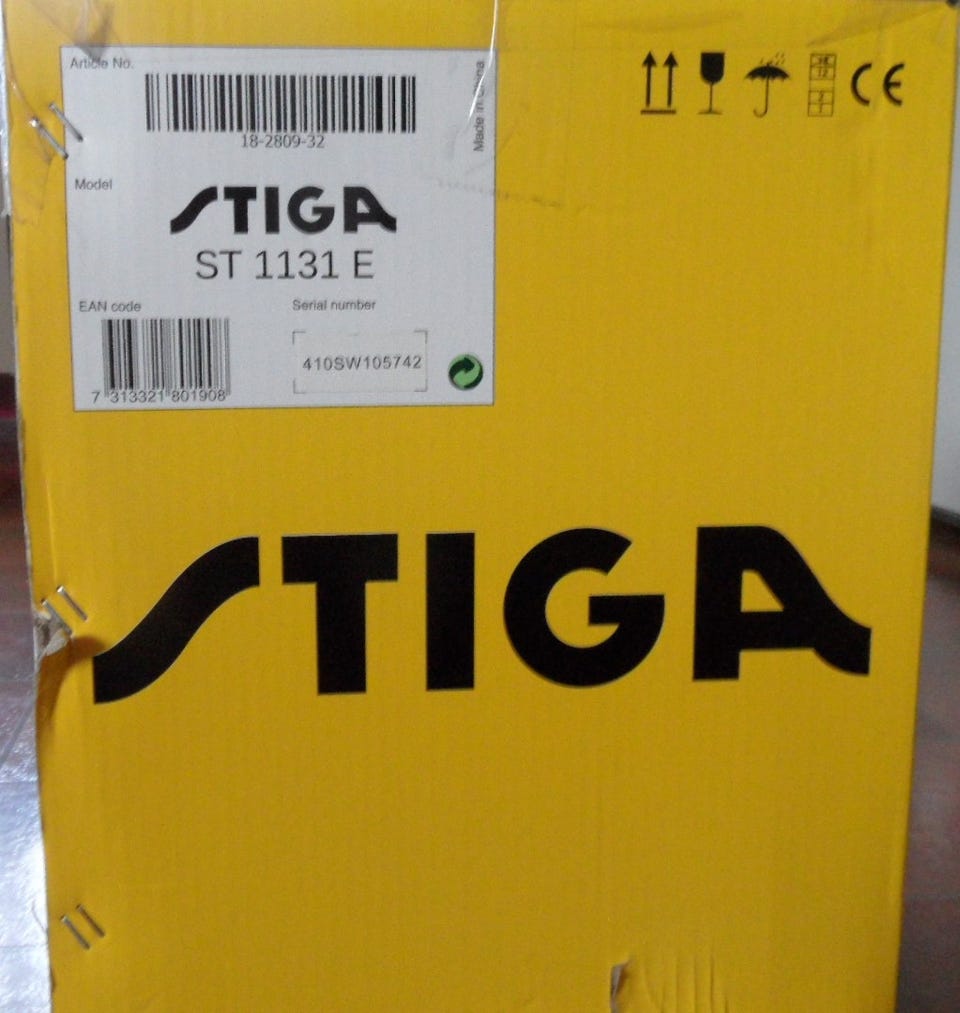 Article No.
18-2809-32
Made in China
Model
STIGA
ST 1131 E
EAN code
Serial number
410SW105742
7 313321 801908
CE
STIGA